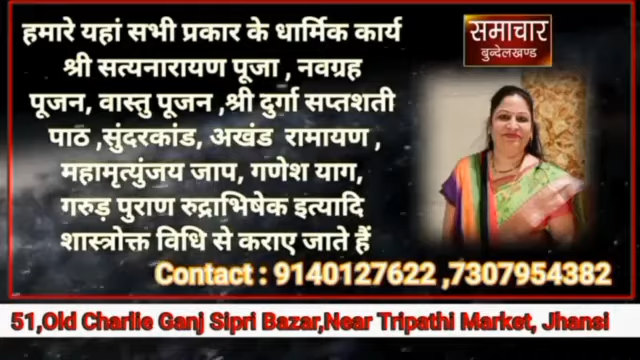 हमारे यहां सभी प्रकार के धार्मिक कार्य
श्री सत्यनारायण पूजा , नवग्रह
पूजन, वास्तु पूजन ,श्री दुर्गा सप्तशती
पाठ ,सुंदरकांड, अखंड रामायण ,
महामृत्युंजय जाप, गणेश याग,
गरुड़ पुराण रुद्राभिषेक इत्यादि
शास्त्रोक्त विधि से कराए जाते हैं
समाचार
बुन्देलखण्ड
Contact : 9140127622 ,7307954382
51,Old Charlie Ganj Sipri Bazar,Near Tripathi Market, Jhansi